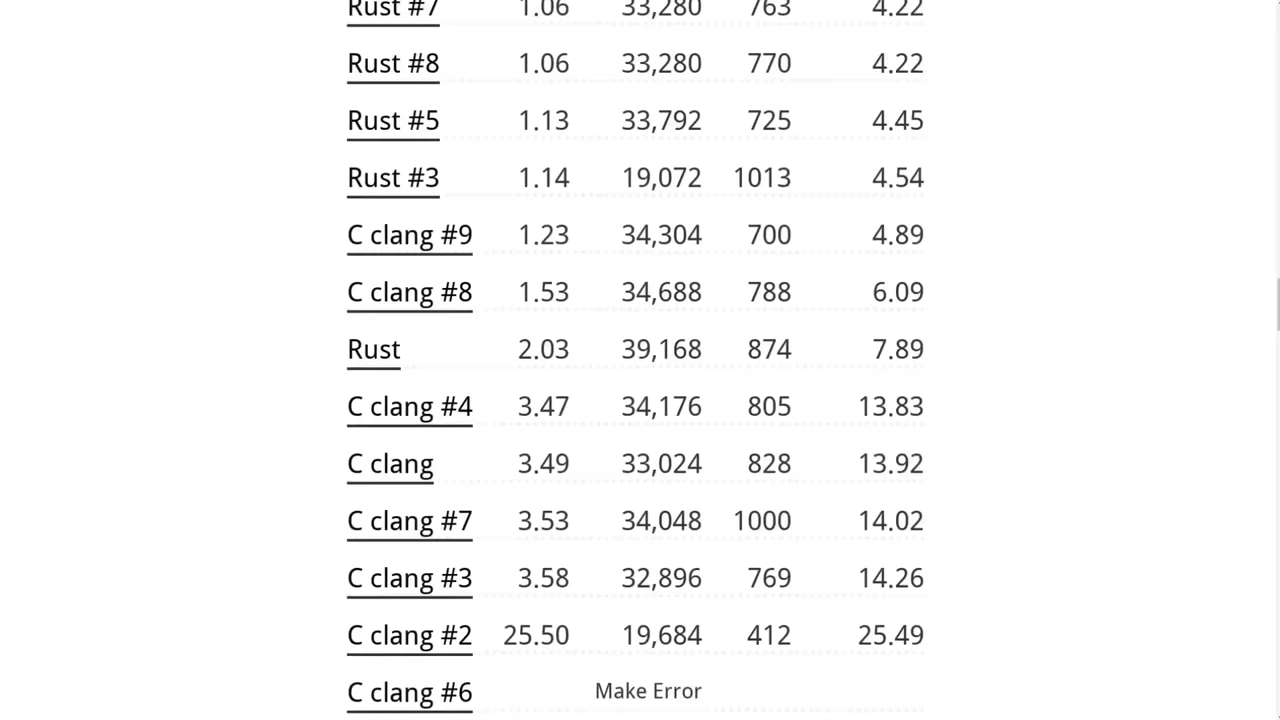 Rust #7 1.06 33,280 763 4.22
Rust #8 1.06 33,280 770 4.22
Rust #5 1.13 33,792 725 4.45
Rust #3 1.14 19,072 1013 4.54
C clang #9 1.23 34,304 700 4.89
C clang #8 1.53 34,688 788 6.09
Rust 2.03 39,168 874 7.89
C clang #4 3.47 34,176 805 13.83
C clang 3.49 33,024 828 13.92
C clang #7 3.53 34,048 1000 14.02
C clang #3 3.58 32,896 769 14.26
C clang #2 25.50 19,684 412 25.49
C clang #6 Make Error